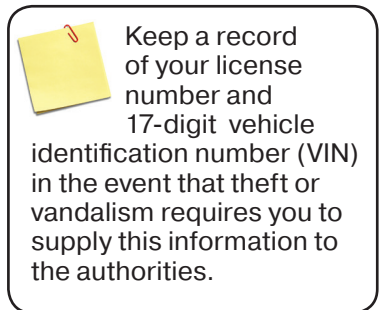 Keep a record
of your license
number and
17-digit vehicle
identification number (VIN)
in the event that theft or
vandalism requires you to
supply this information to
the authorities.